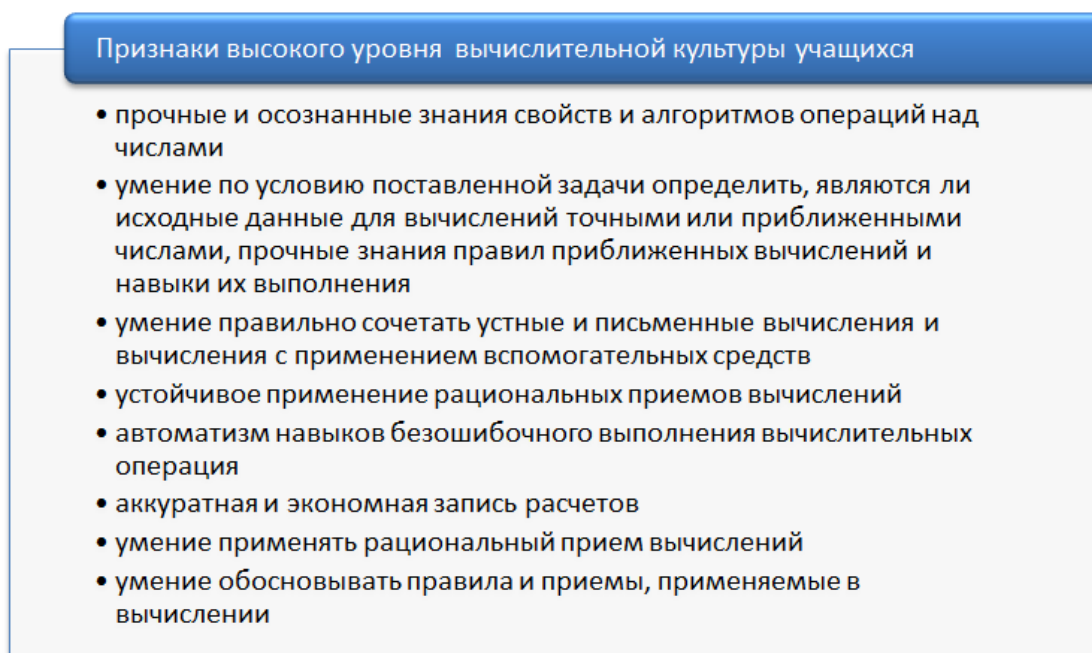 Признаки высокого уровня вычислительной культуры учащихся
• прочные и осознанные знания свойств и алгоритмов операций над
числами
• умение по условию поставленной задачи определить, являются ли
исходные данные для вычислений точными или приближенными
числами, прочные знания правил приближенных вычислений и
навыки их выполнения
• умение правильно сочетать устные и письменные вычисления и
вычисления с применением вспомогательных средств
• устойчивое применение рациональных приемов вычислений
• автоматизм навыков безошибочного выполнения вычислительных
операция
• аккуратная и экономная запись расчетов
• умение применять рациональный прием вычислений
• умение обосновывать правила и приемы, применяемые в
вычислении